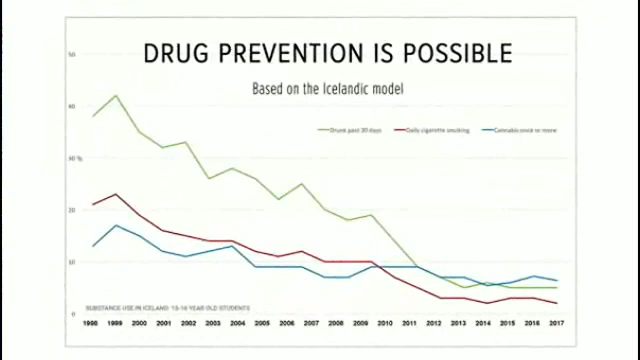 DRUG PREVENTION IS POSSIBLE
Based on the Icelandic model
50
40
30 %
20
10
0
Drunk past 30 days
Daily cigarette smoking
Cannabis once or more
SUBSTANCE USE IN ICELAND: 15-16 YEAR OLD STUDENTS
1998 1999 2000 2001 2002 2003 2004 2005 2006 2007 2008 2010 2011 2012 2013 2014 2015 2016 2017